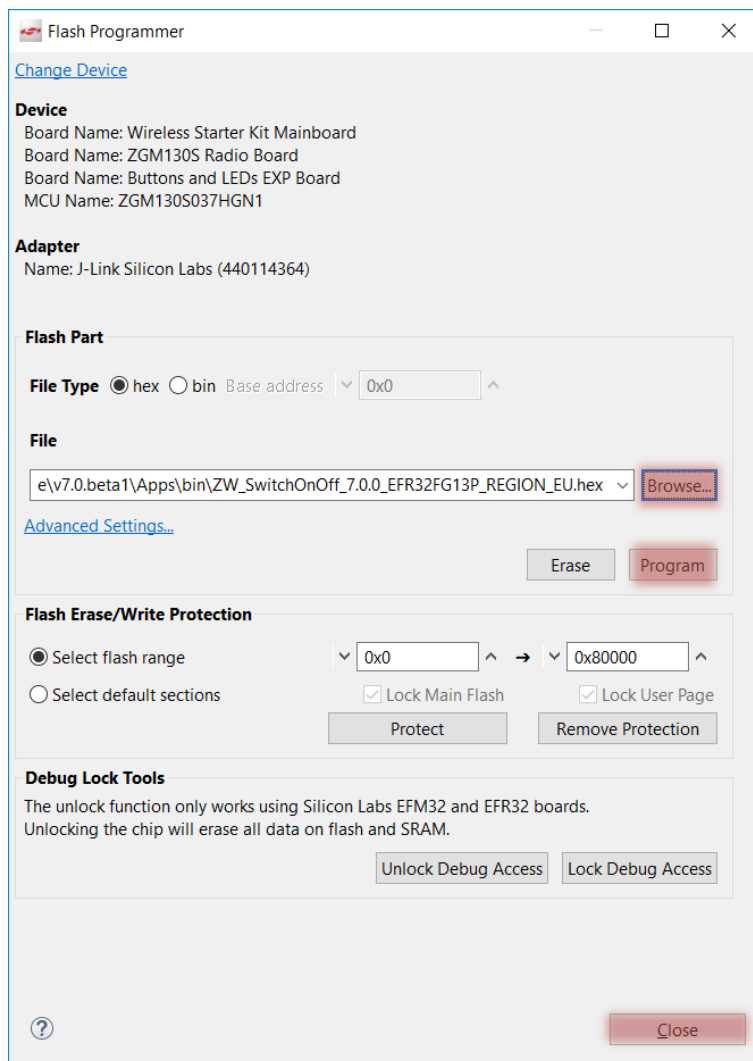 Flash Programmer
Change Device
Device
Board Name: Wireless Starter Kit Mainboard
Board Name: ZGM130S Radio Board
Board Name: Buttons and LEDs EXP Board
MCU Name: ZGM130S037HGN1
Adapter
Name: J-Link Silicon Labs (440114364)
Flash Part
File Type hex bin Base address 0x0
File
e\v7.0.beta1\Apps\bin\ZW_SwitchOnOff_7.0.0_EFR32FG13P_REGION_EU.hex Browse...
Advanced Settings...
Erase Program
Flash Erase/Write Protection
Select flash range 0x0 → 0x80000
Select default sections Lock Main Flash Lock User Page
Protect Remove Protection
Debug Lock Tools
The unlock function only works using Silicon Labs EFM32 and EFR32 boards.
Unlocking the chip will erase all data on flash and SRAM.
Unlock Debug Access Lock Debug Access
? Close